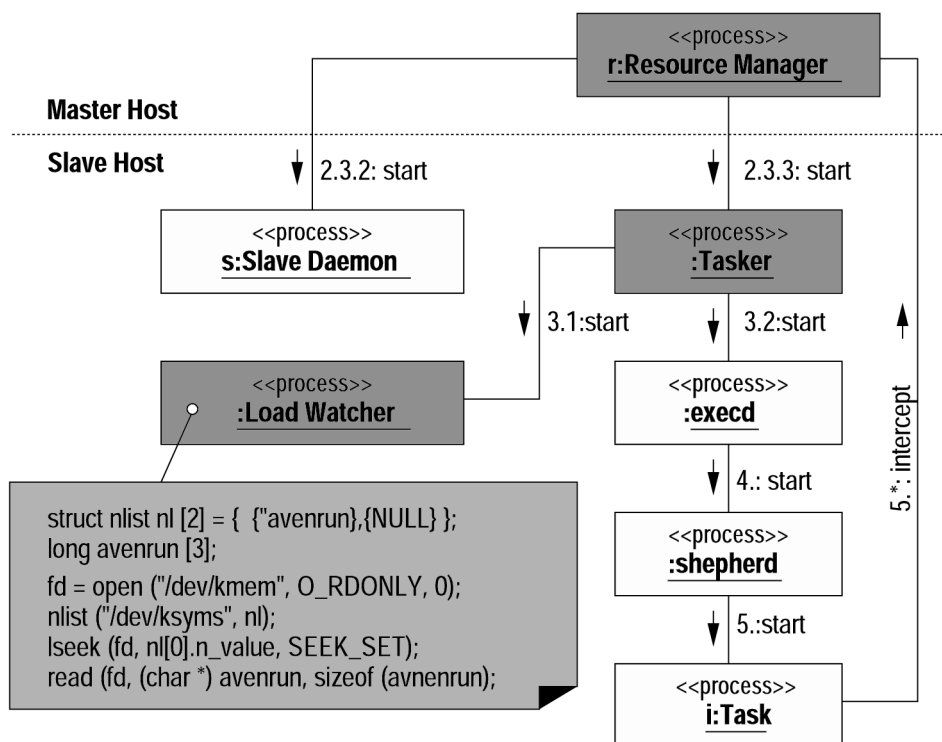 <<process>>
r:Resource Manager
Master Host
Slave Host
2.3.2: start
2.3.3: start
<<process>>
s:Slave Daemon
<<process>>
:Tasker
3.1:start
3.2:start
<<process>>
:Load Watcher
<<process>>
:execd
5.*: intercept
4.: start
struct nlist nl [2] = { {"avenrun},{NULL} };
long avenrun [3];
fd = open ("/dev/kmem", O_RDONLY, 0);
nlist ("/dev/ksyms", nl);
lseek (fd, nl[0].n_value, SEEK_SET);
read (fd, (char *) avenrun, sizeof (avnenrun);
<<process>>
:shepherd
5.:start
<<process>>
i:Task